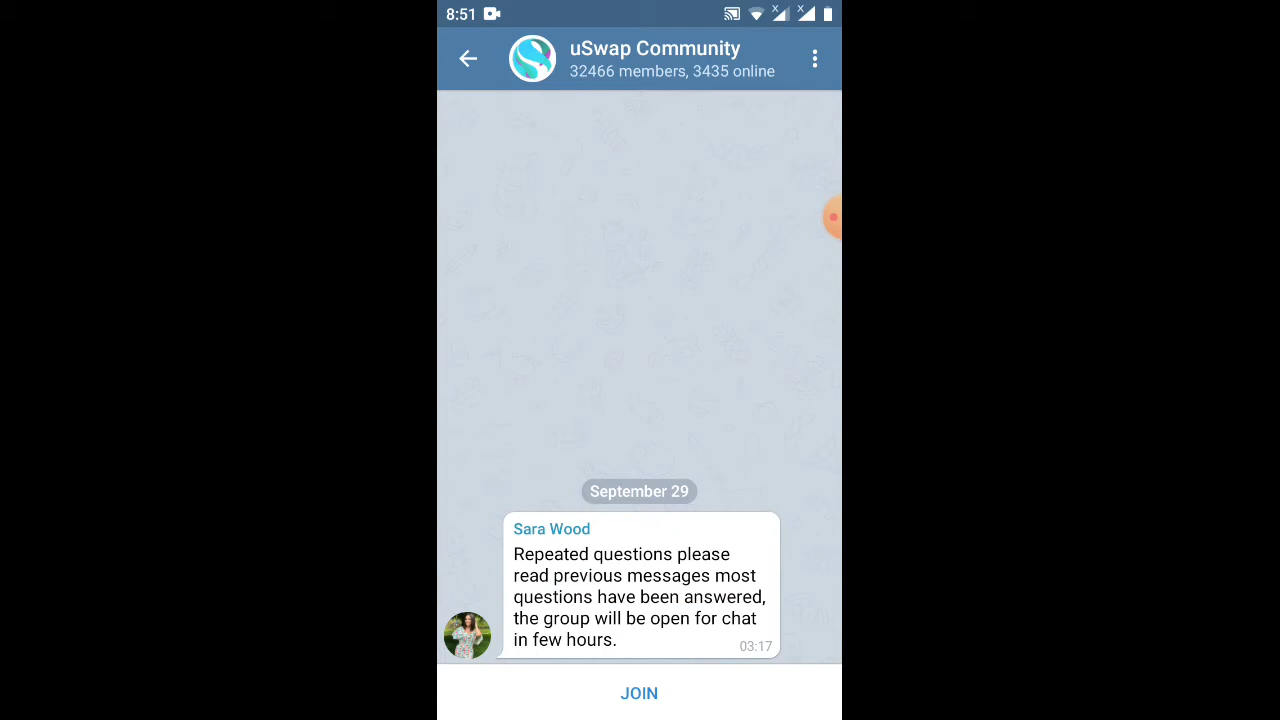 8:51
uSwap Community
32466 members, 3435 online
September 29
Sara Wood
Repeated questions please
read previous messages most
questions have been answered,
the group will be open for chat
in few hours.
03:17
JOIN